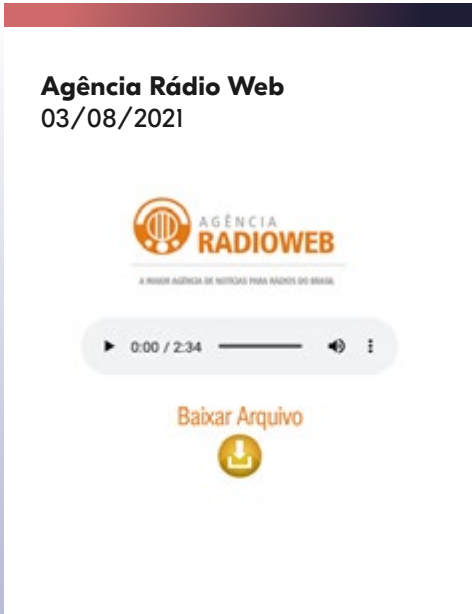 Agência Rádio Web
03/08/2021
AGÊNCIA
RADIOWEB
A MAIOR AGÊNCIA DE NOTÍCIAS PARA RÁDIOS DO BRASIL
0:00 / 2:34
Baixar Arquivo